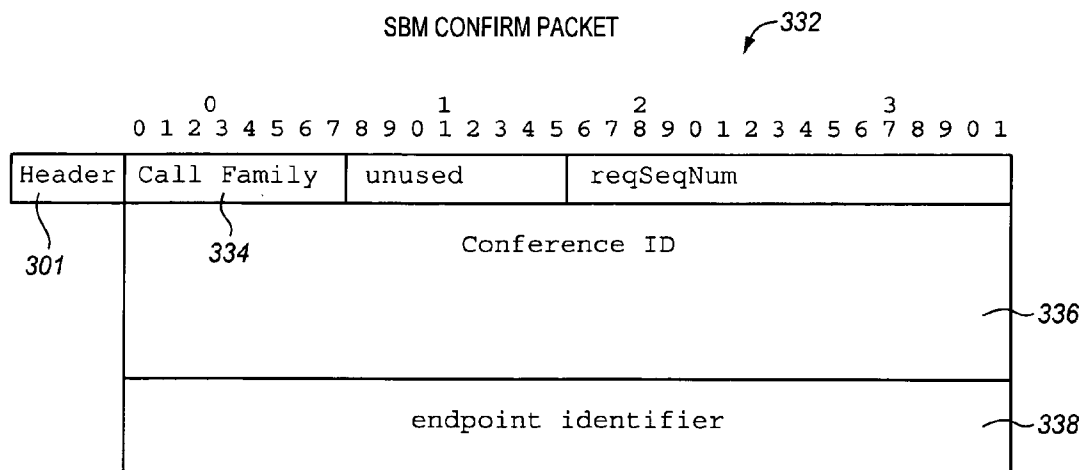 SBM CONFIRM PACKET
332
0 1 2 3
0 1 2 3 4 5 6 7 8 9 0 1 2 3 4 5 6 7 8 9 0 1 2 3 4 5 6 7 8 9 0 1
Header Call Family unused reqSeqNum
301 334
Conference ID
336
endpoint identifier
338